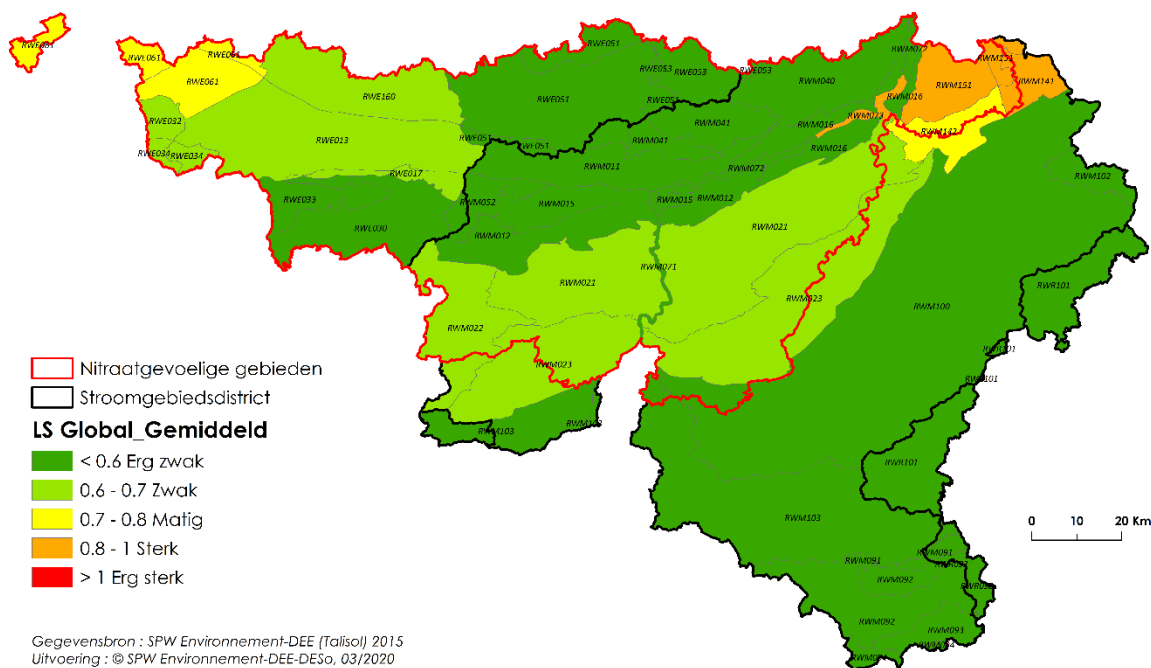 RWE061
RWE061
RWE061
RWE061
RWE160
RWE051
RWE053
RWE053
RWE053
RWE051
RWE051
RWM040
RWM072
RWM016
RWM151
RWM151
RWM141
RWM073
RWM142
RWE032
RWE013
RWE051
RWM041
RWM041
RWM016
RWM016
RWE034
RWE034
RWE017
RWM011
RWM072
RWM102
RWE033
RWM052
RWM015
RWM015
RWM012
RWM012
RWM021
RWM071
RWM021
RWM023
RWM100
RWR101
RWM022
RWM023
RWM103
RWR101
RWM103
RWM091
RWM091
RWM092
RWM092
RWM093
Nitraatgevoelige gebieden
Stroomgebiedsdistrict
LS Global_Gemiddeld
< 0.6 Erg zwak
0.6 - 0.7 Zwak
0.7 - 0.8 Matig
0.8 - 1 Sterk
> 1 Erg sterk
0 10 20 Km
Gegevensbron : SPW Environnement-DEE (Talisol) 2015
Uitvoering : © SPW Environnement-DEE-DESo, 03/2020